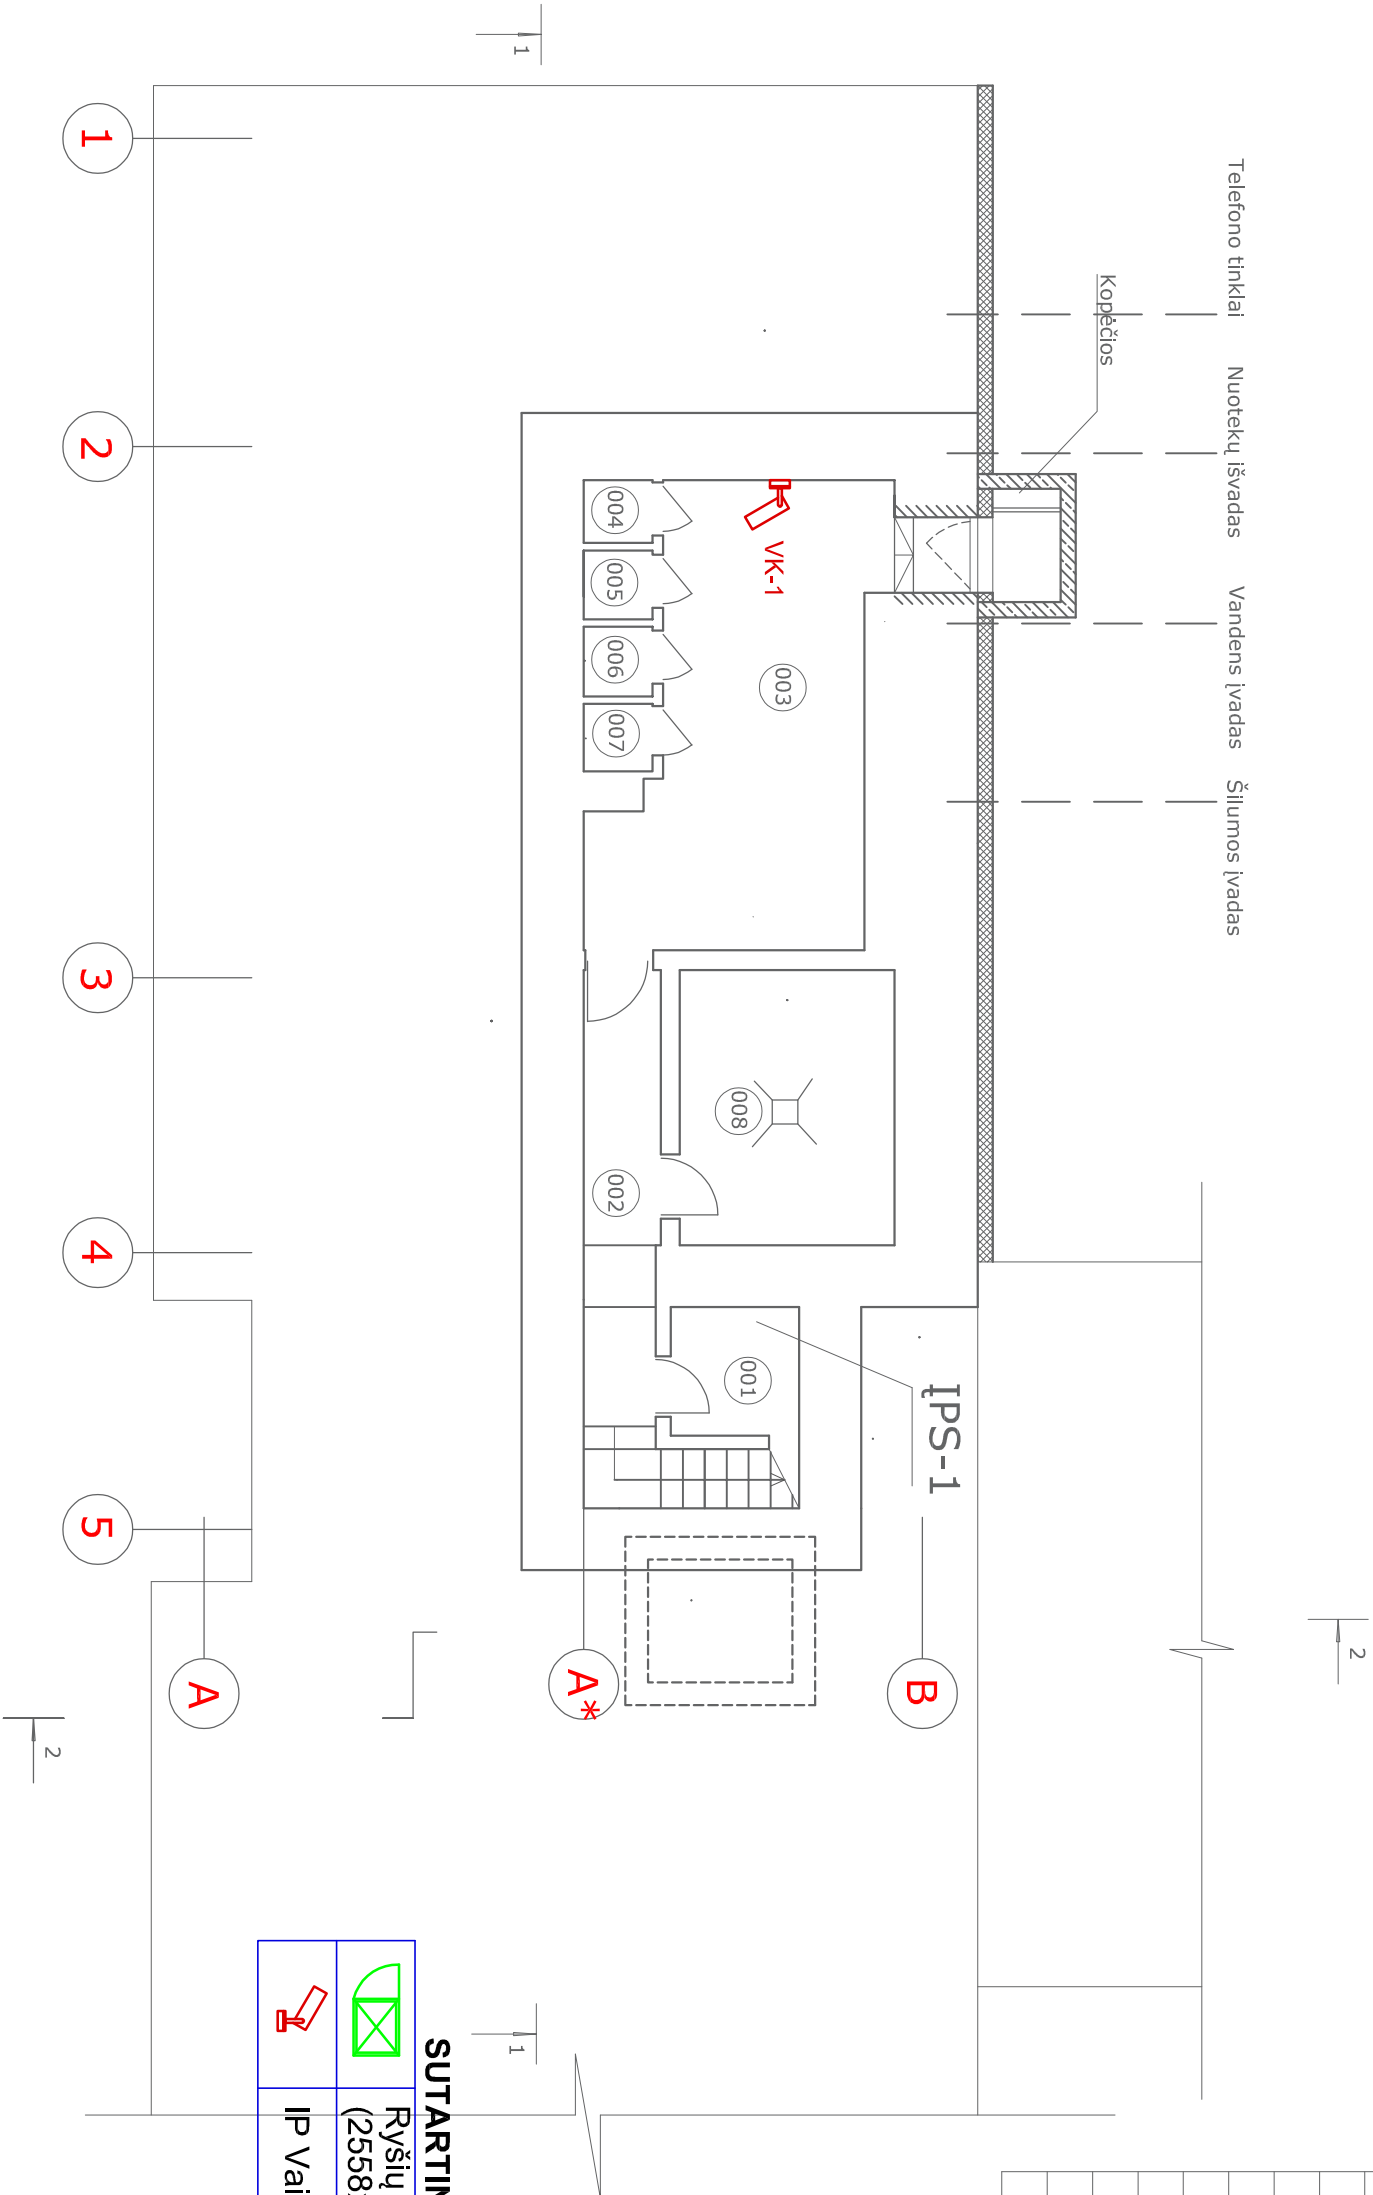 Telefono tinklai
Nuotekų išvadas
Vandens įvadas
Šilumos įvadas
Kopėčios
1
2
3
4
5
A
A*
B
1
1
2
2
VK-1
003
004
005
006
007
008
002
001
ĮPS-1
SUTARTIN
Ryšių
(2558
IP Vai